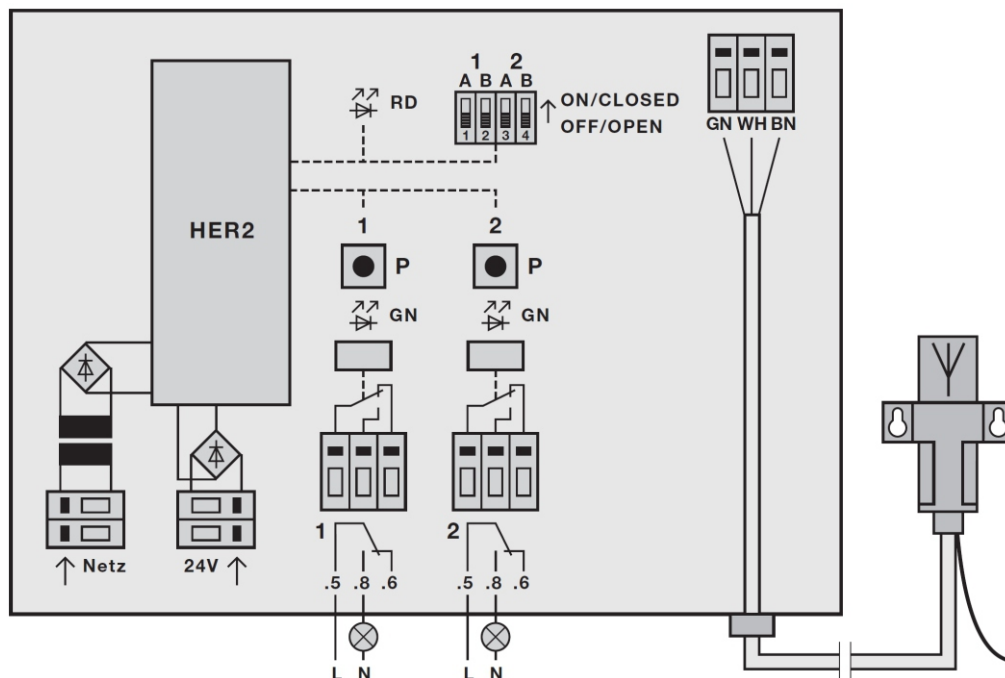 1 2
A B A B
RD
ON/CLOSED
OFF/OPEN
1 2 3 4
GN WH BN
HER2
1 2
P P
GN GN
1 2
Netz 24V
.5 .8 .6 .5 .8 .6
L N L N